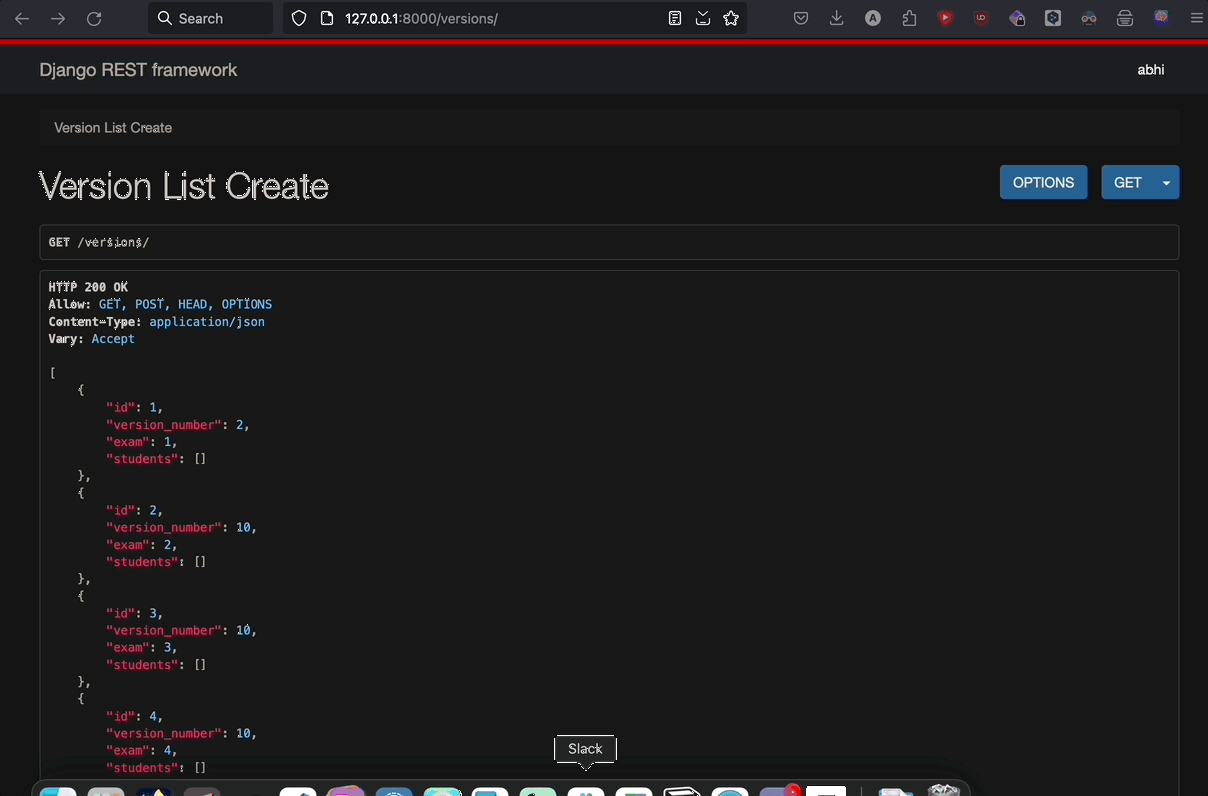 Search
127.0.0.1:8000/versions/
Django REST framework
abhi
Version List Create
Version List Create
OPTIONS
GET
GET /versions/
HTTP 200 OK
Allow: GET, POST, HEAD, OPTIONS
Content-Type: application/json
Vary: Accept
[
{
"id": 1,
"version_number": 2,
"exam": 1,
"students": []
},
{
"id": 2,
"version_number": 10,
"exam": 2,
"students": []
},
{
"id": 3,
"version_number": 10,
"exam": 3,
"students": []
},
{
"id": 4,
"version_number": 10,
"exam": 4,
"students": []
Slack